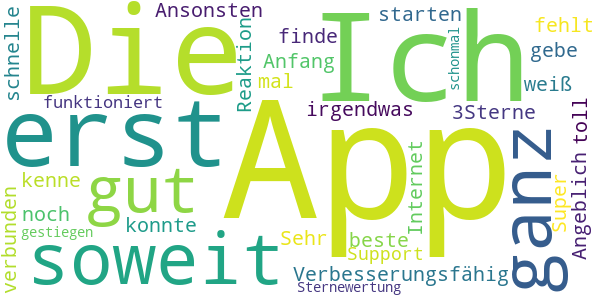 Ansonsten
starten
fehlt
schnelle
Die
Reaktion
finde
Ich
schonmal
gebe
Anfang
mal
weiß
funktioniert
irgendwas
3Sterne
erst
App
ganz
toll
Angeblich
Super
kenne
gut
Internet
verbunden
noch
konnte
gestiegen
soweit
Sehr
beste
Support
Verbesserungsfähig
Sternewertung